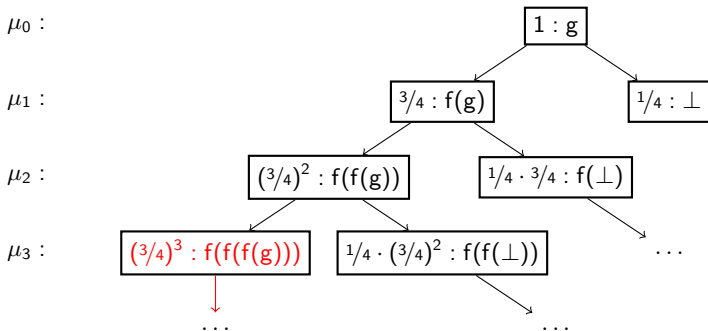 μ₀ : 1 : g
μ₁ : 3/4 : f(g) 1/4 : ⊥
μ₂ : (3/4)² : f(f(g)) 1/4 · 3/4 : f(⊥)
μ₃ : (3/4)³ : f(f(f(g))) 1/4 · (3/4)² : f(f(⊥)) ...
... ...